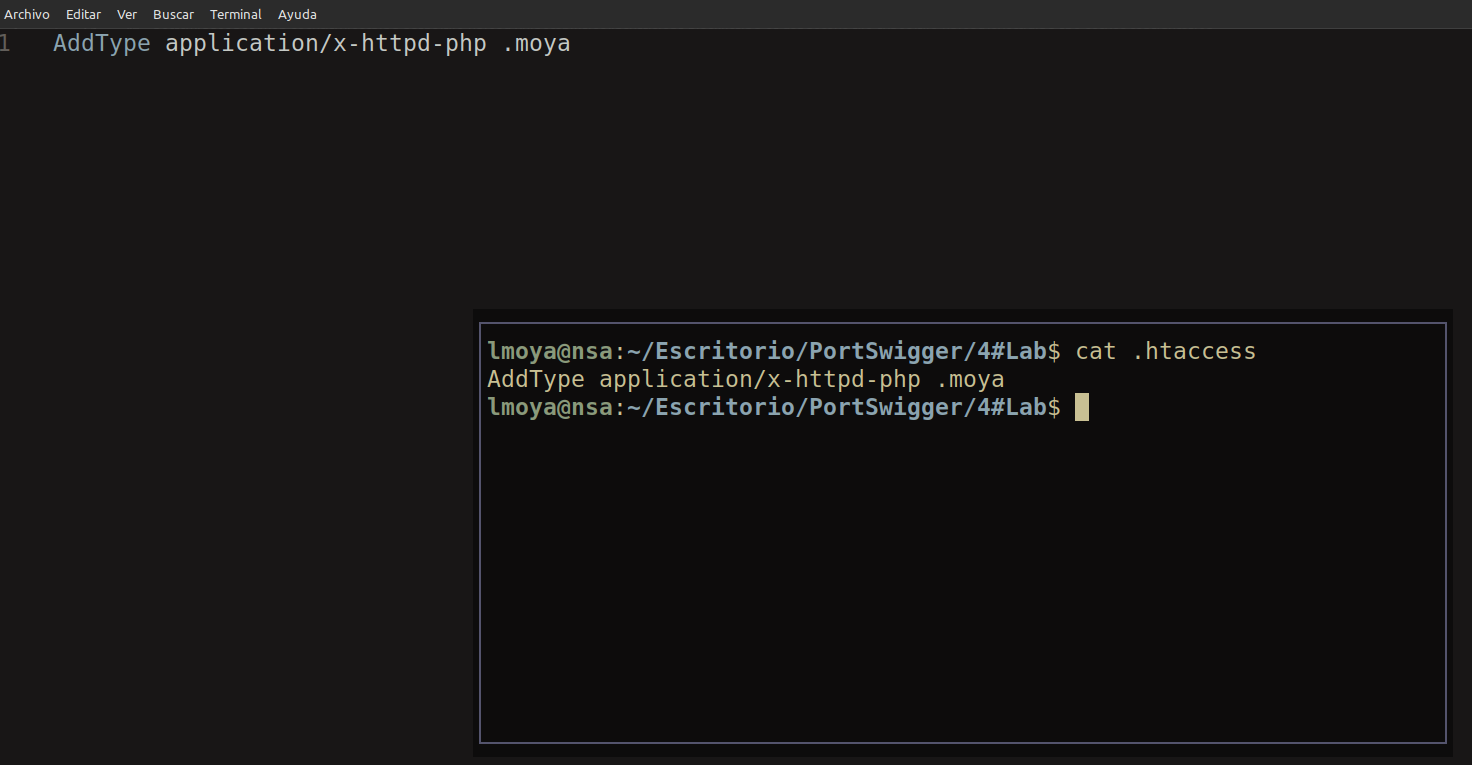 Archivo Editar Ver Buscar Terminal Ayuda
1 AddType application/x-httpd-php .moya
lmoya@nsa:~/Escritorio/PortSwigger/4#Lab$ cat .htaccess
AddType application/x-httpd-php .moya
lmoya@nsa:~/Escritorio/PortSwigger/4#Lab$